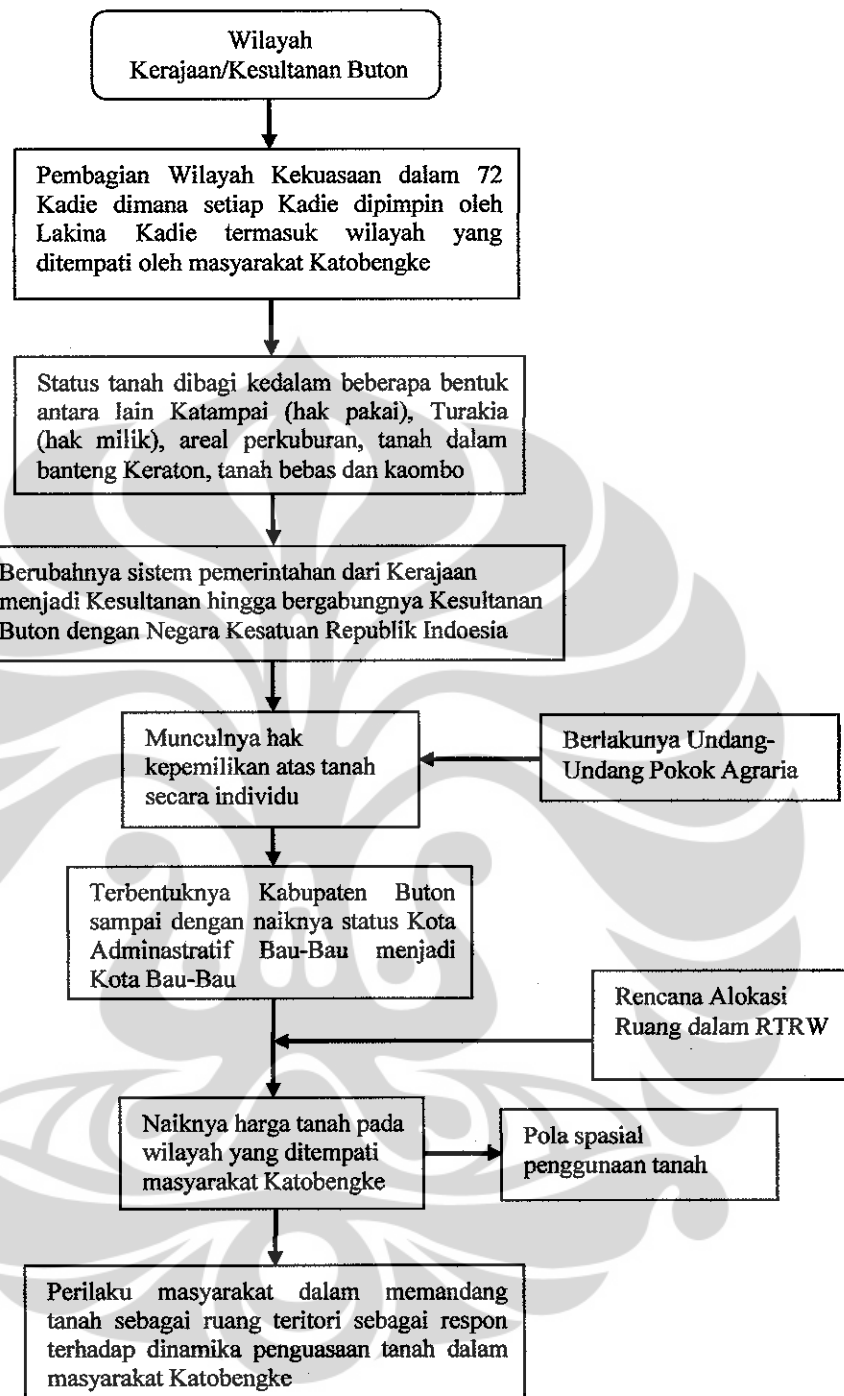 Wilayah
Kerajaan/Kesultanan Buton
Pembagian Wilayah Kekuasaan dalam 72
Kadie dimana setiap Kadie dipimpin oleh
Lakina Kadie termasuk wilayah yang
ditempati oleh masyarakat Katobengke
Status tanah dibagi kedalam beberapa bentuk
antara lain Katampai (hak pakai), Turakia
(hak milik), areal perkuburan, tanah dalam
banteng Keraton, tanah bebas dan kaombo
Berubahnya sistem pemerintahan dari Kerajaan
menjadi Kesultanan hingga bergabungnya Kesultanan
Buton dengan Negara Kesatuan Republik Indoesia
Munculnya hak
kepemilikan atas tanah
secara individu
Berlakunya Undang-
Undang Pokok Agraria
Terbentuknya Kabupaten Buton
sampai dengan naiknya status Kota
Adminastratif Bau-Bau menjadi
Kota Bau-Bau
Rencana Alokasi
Ruang dalam RTRW
Naiknya harga tanah pada
wilayah yang ditempati
masyarakat Katobengke
Pola spasial
penggunaan tanah
Perilaku masyarakat dalam memandang
tanah sebagai ruang teritori sebagai respon
terhadap dinamika penguasaan tanah dalam
masyarakat Katobengke